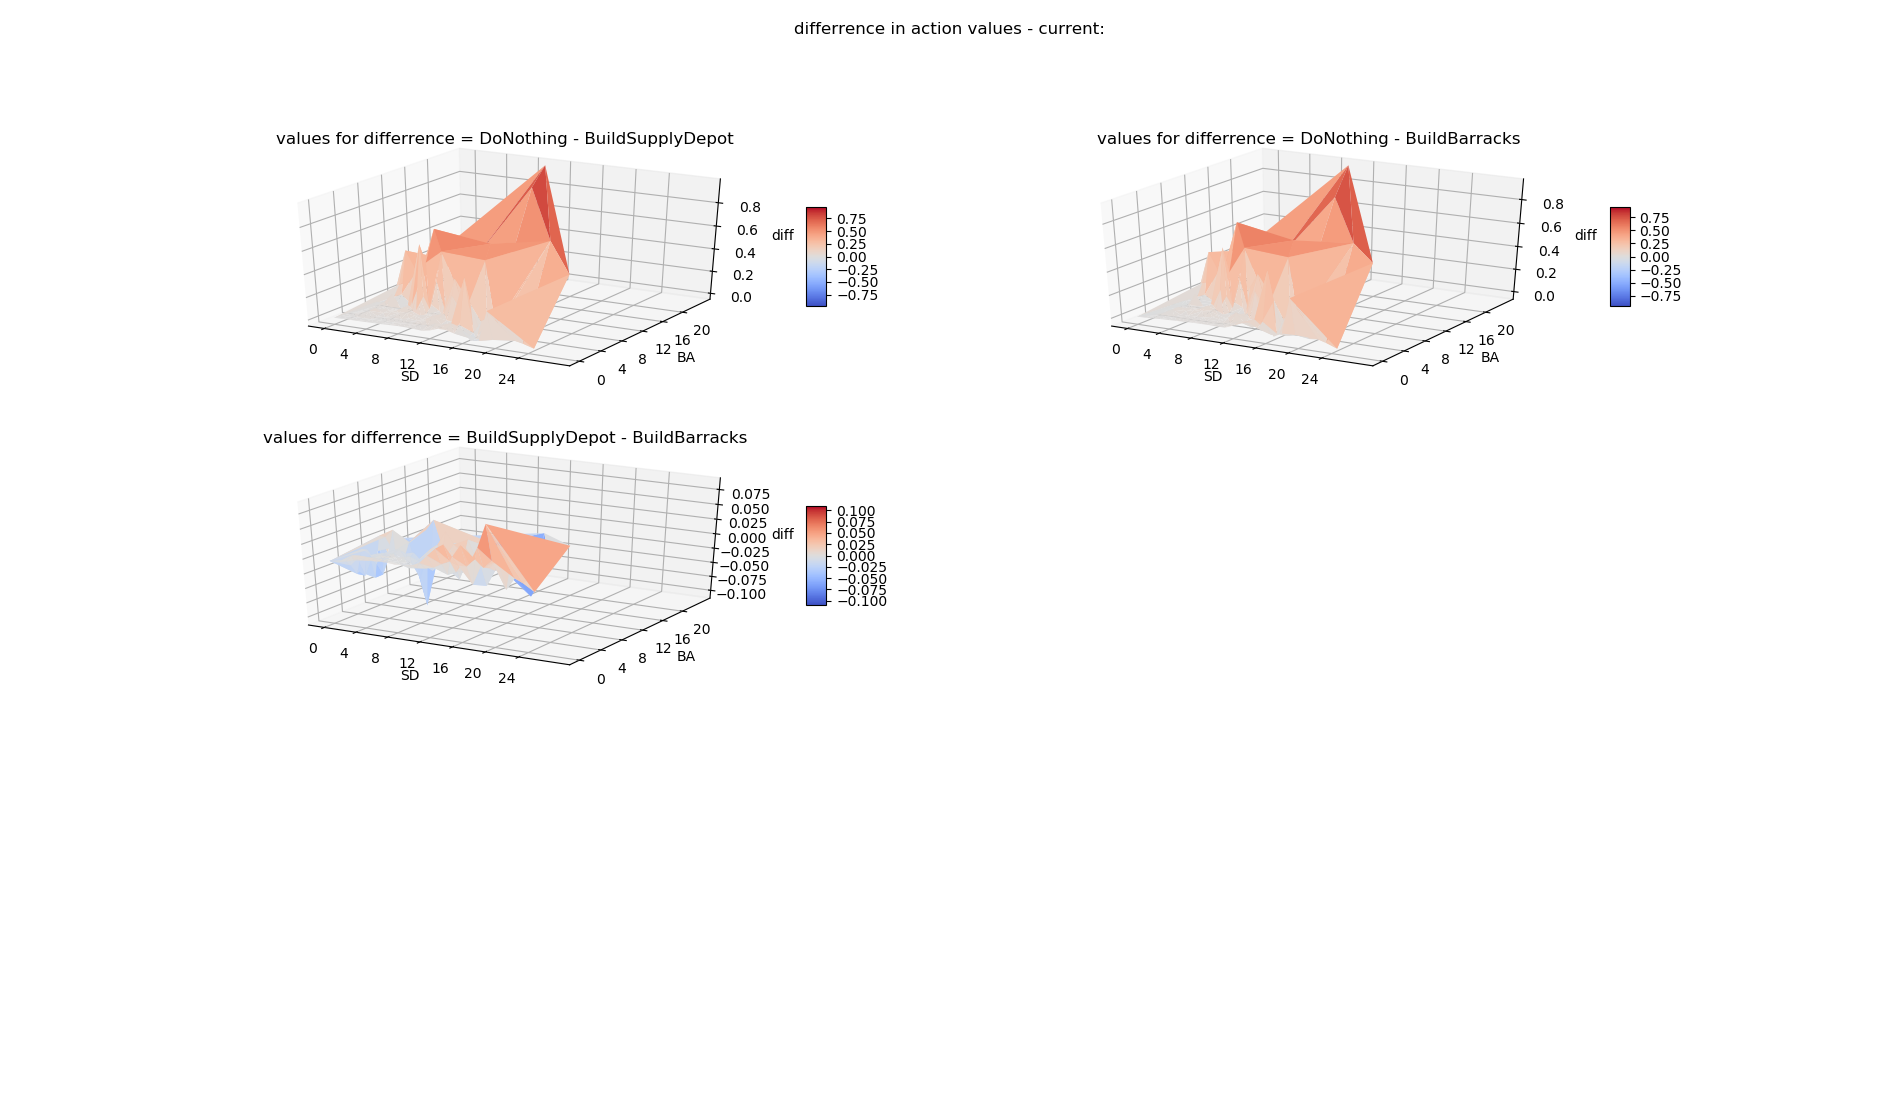 differrence in action values - current:
values for differrence = DoNothing - BuildSupplyDepot
0.8
0.6
0.4
0.2
0.0
diff
0.75
0.50
0.25
0.00
−0.25
−0.50
−0.75
0 4 8 12 16 20 24
SD
0 4 8 12 16 20
BA
values for differrence = DoNothing - BuildBarracks
0.8
0.6
0.4
0.2
0.0
diff
0.75
0.50
0.25
0.00
−0.25
−0.50
−0.75
0 4 8 12 16 20 24
SD
0 4 8 12 16 20
BA
values for differrence = BuildSupplyDepot - BuildBarracks
0.075
0.050
0.025
0.000
−0.025
−0.050
−0.075
−0.100
diff
0.100
0.075
0.050
0.025
0.000
−0.025
−0.050
−0.075
−0.100
0 4 8 12 16 20 24
SD
0 4 8 12 16 20
BA